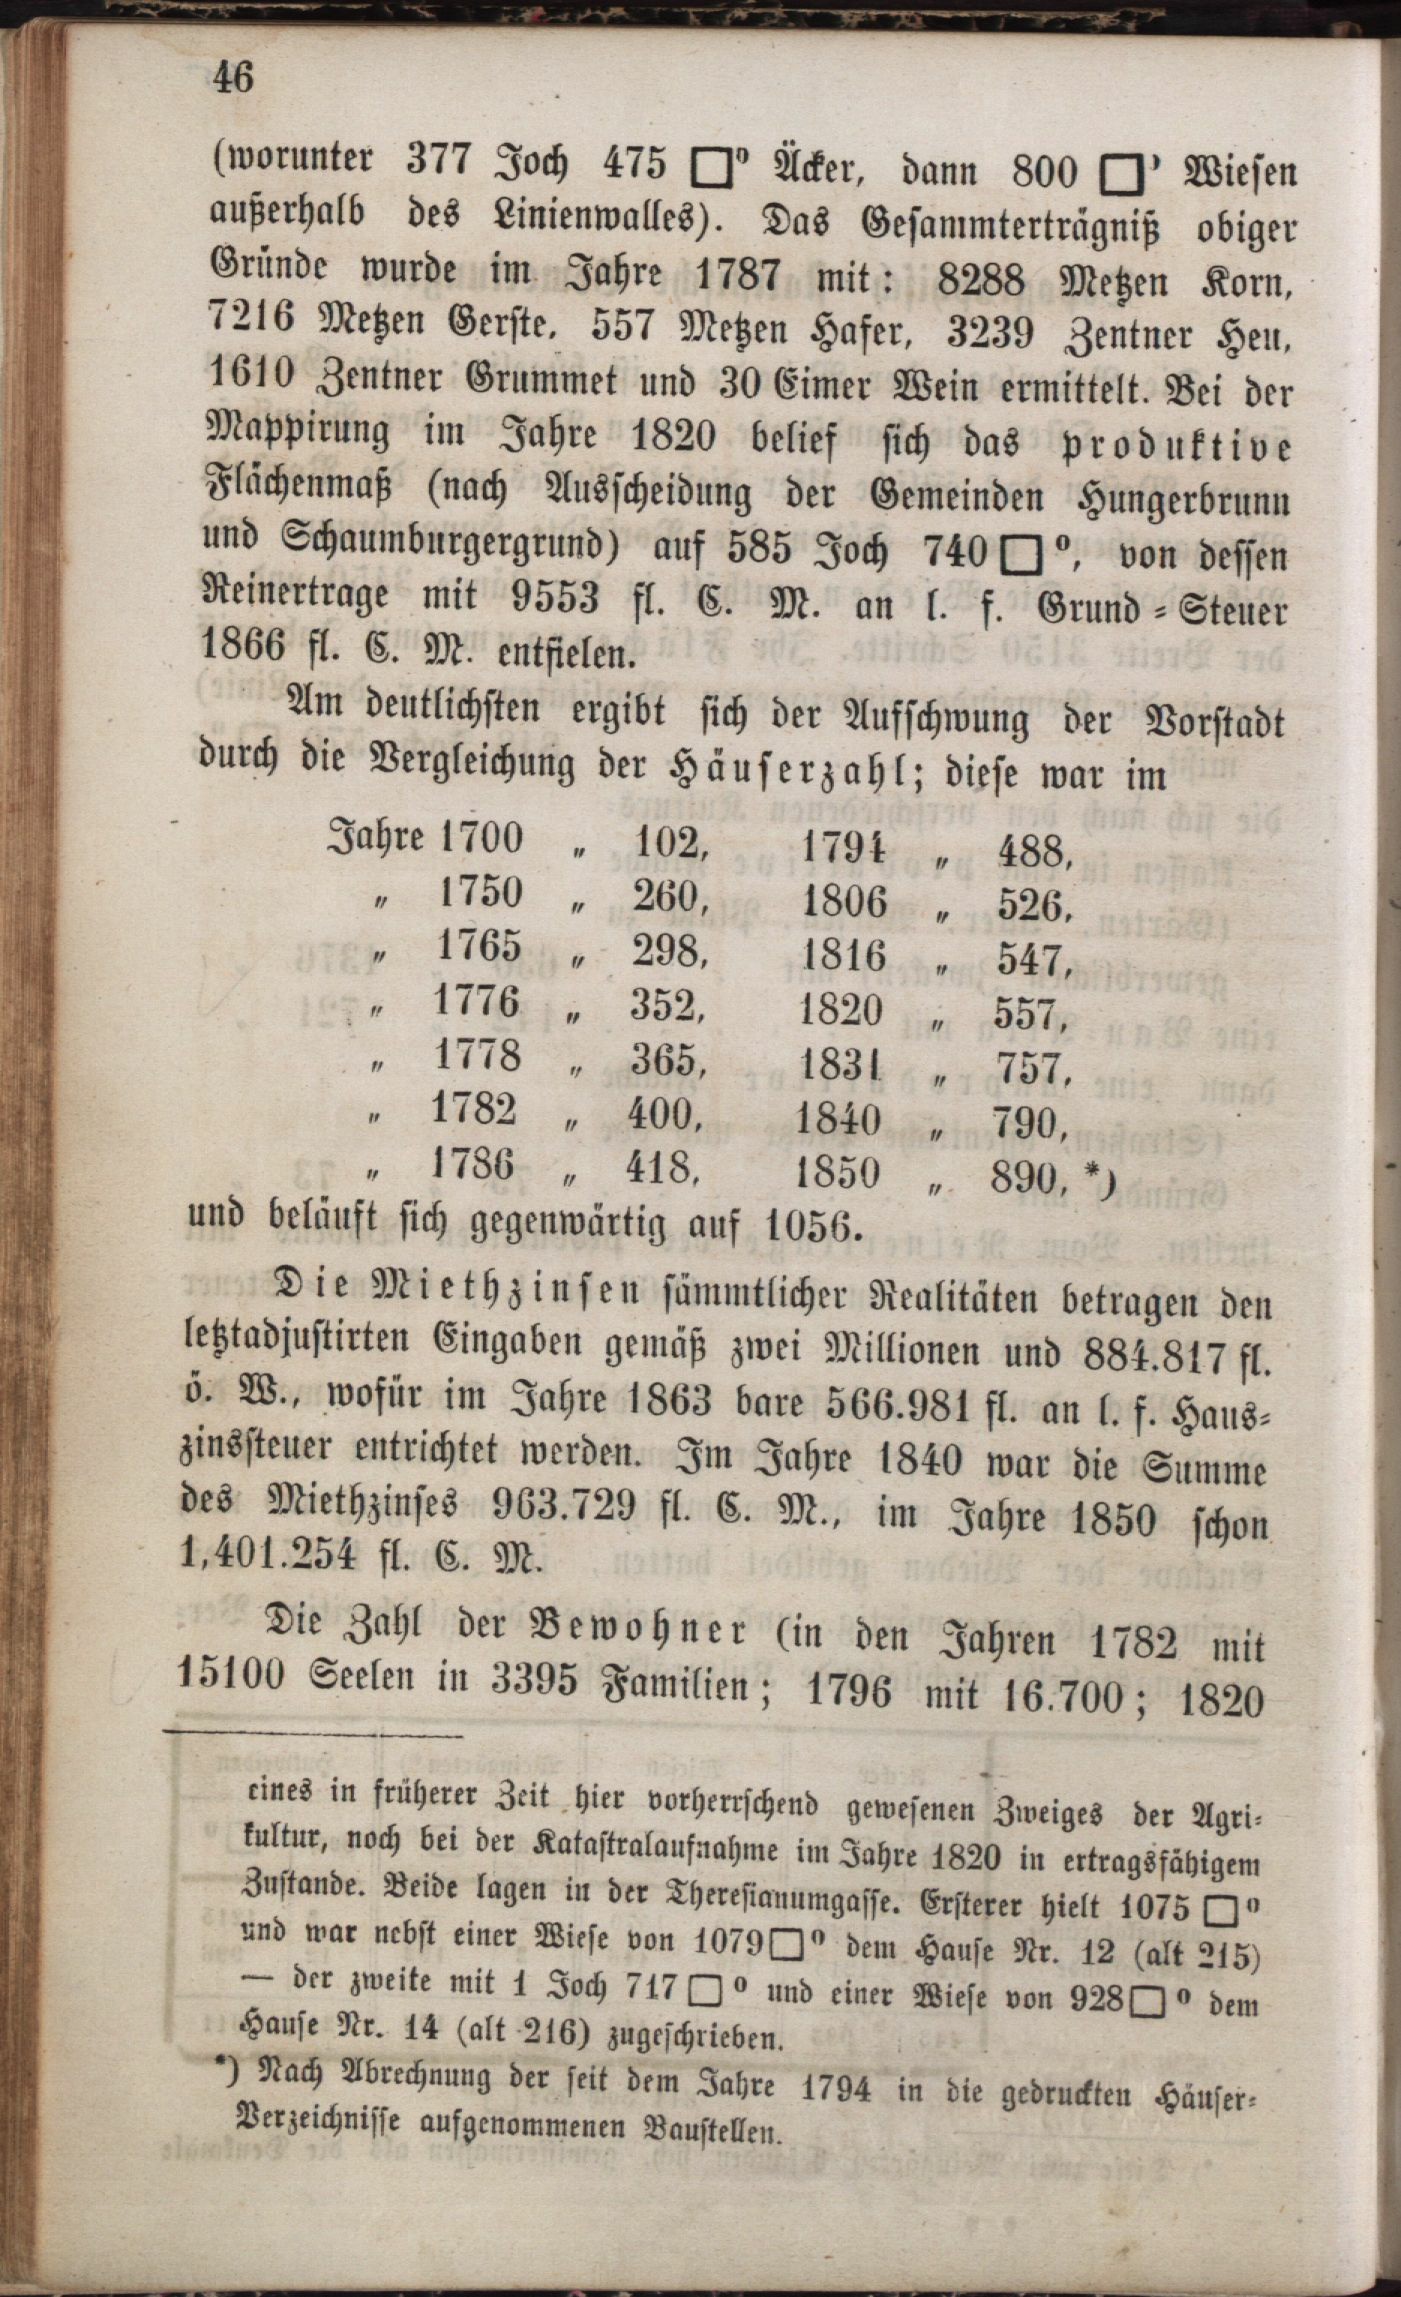 46
(worunter 377 Joch 475 □⁰ Äcker, dann 800 □’ Wiesen
außerhalb des Linienwalles). Das Gesammterträgniß obiger
Gründe wurde im Jahre 1787 mit: 8288 Metzen Korn,
7216 Metzen Gerste, 557 Metzen Hafer, 3239 Zentner Heu,
1610 Zentner Grummet und 30 Eimer Wein ermittelt. Bei der
Mappirung im Jahre 1820 belief sich das produktive
Flächenmaß (nach Ausscheidung der Gemeinden Hungerbrunn
und Schaumburgergrund) auf 585 Joch 740 □⁰, von dessen
Reinertrage mit 9553 fl. C. M. an l. f. Grund-Steuer
1866 fl. C. M. entfielen.
Am deutlichsten ergibt sich der Aufschwung der Vorstadt
durch die Vergleichung der Häuserzahl; diese war im
Jahre 1700 „ 102, 1794 „ 488,
„ 1750 „ 260, 1806 „ 526,
„ 1765 „ 298, 1816 „ 547,
„ 1776 „ 352, 1820 „ 557,
„ 1778 „ 365, 1831 „ 757,
„ 1782 „ 400, 1840 „ 790,
„ 1786 „ 418, 1850 „ 890, *)
und beläuft sich gegenwärtig auf 1056.
Die Miethzinsen sämmtlicher Realitäten betragen den
letztadjustirten Eingaben gemäß zwei Millionen und 884.817 fl.
ö. W., wofür im Jahre 1863 bare 566.981 fl. an l. f. Haus-
zinssteuer entrichtet werden. Im Jahre 1840 war die Summe
des Miethzinses 963.729 fl. C. M., im Jahre 1850 schon
1,401.254 fl. C. M.
Die Zahl der Bewohner (in den Jahren 1782 mit
15100 Seelen in 3395 Familien; 1796 mit 16.700; 1820
eines in früherer Zeit hier vorherrschend gewesenen Zweiges der Agri-
kultur, noch bei der Katastralaufnahme im Jahre 1820 in ertragsfähigem
Zustande. Beide lagen in der Theresianumgasse. Ersterer hielt 1075 □⁰
und war nebst einer Wiese von 1079 □⁰ dem Hause Nr. 12 (alt 215)
— der zweite mit 1 Joch 717 □⁰ und einer Wiese von 928 □⁰ dem
Hause Nr. 14 (alt 216) zugeschrieben.
*) Nach Abrechnung der seit dem Jahre 1794 in die gedruckten Häuser-
Verzeichnisse aufgenommenen Baustellen.